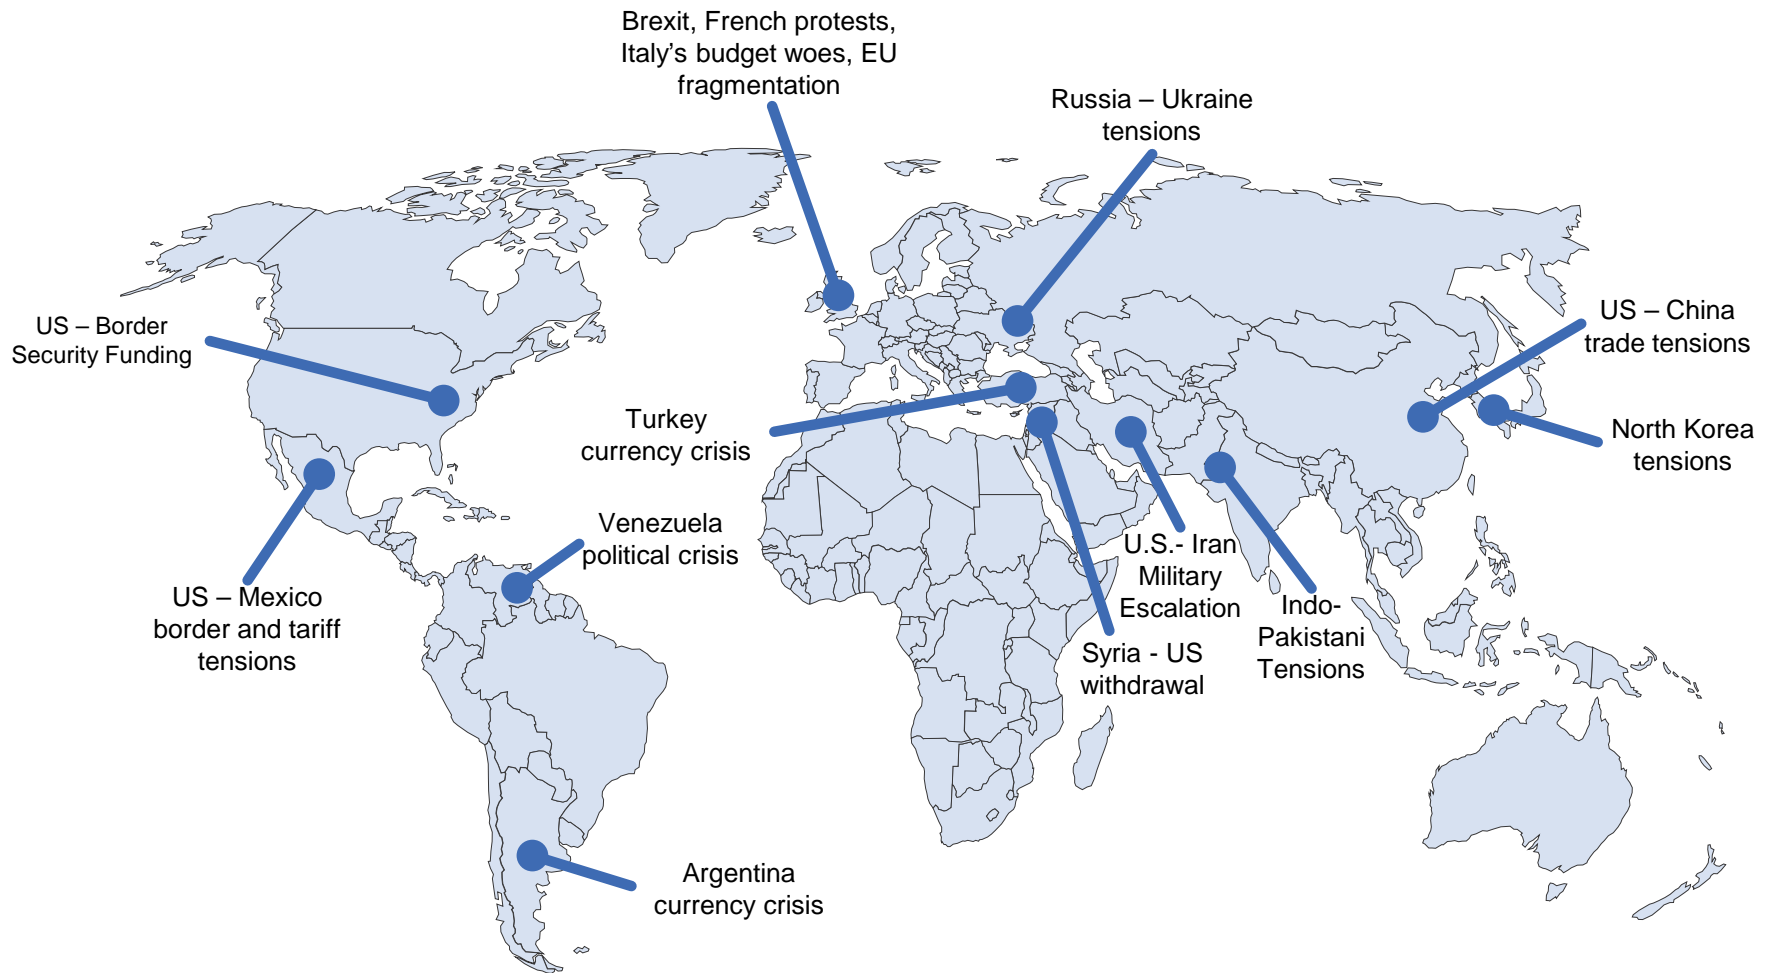 Brexit, French protests,
Italy’s budget woes, EU
fragmentation
Russia – Ukraine
tensions
US – Border
Security Funding
US – China
trade tensions
Turkey
currency crisis
North Korea
tensions
Venezuela
political crisis
U.S.- Iran
Military
Escalation
US – Mexico
border and tariff
tensions
Indo-
Pakistani
Tensions
Syria - US
withdrawal
Argentina
currency crisis